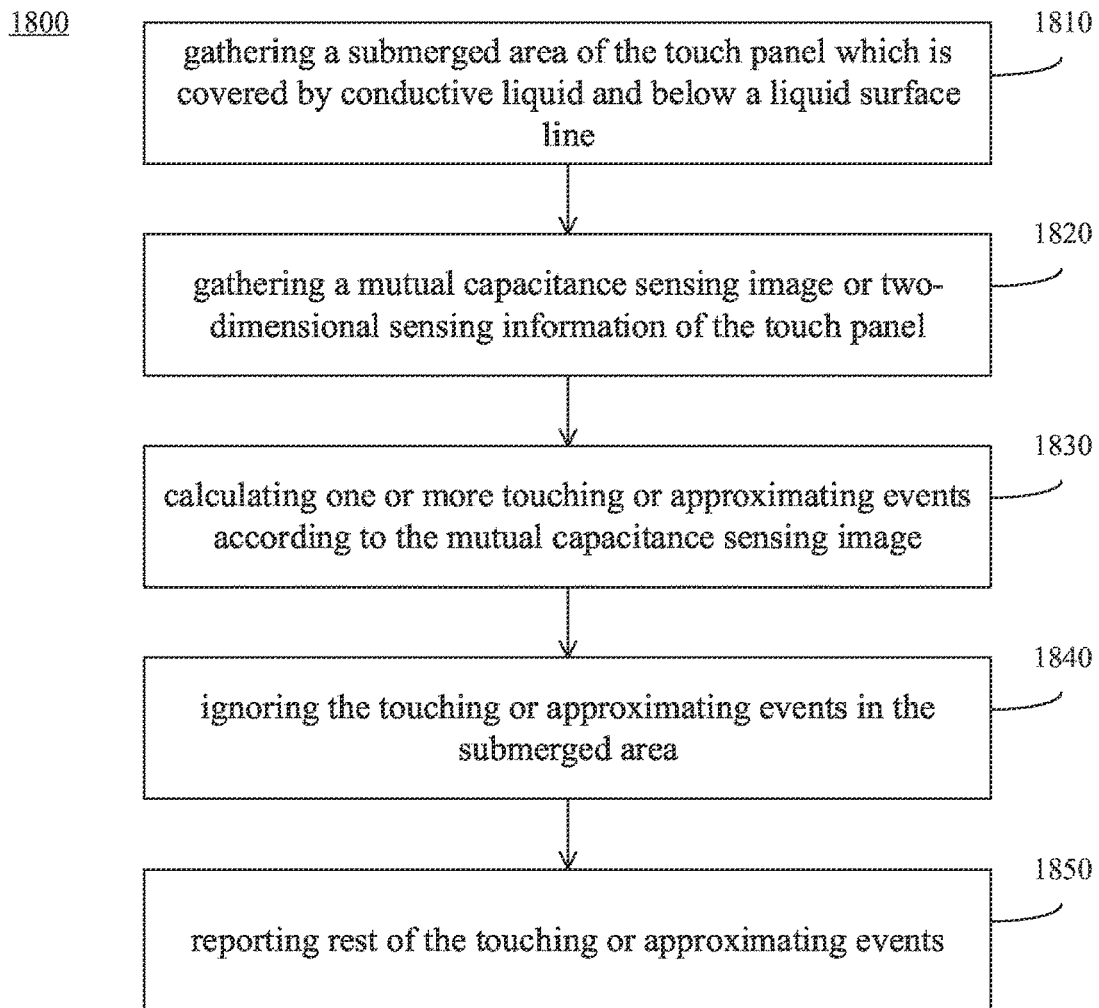 1800
1810
gathering a submerged area of the touch panel which is
covered by conductive liquid and below a liquid surface
line
1820
gathering a mutual capacitance sensing image or two-
dimensional sensing information of the touch panel
1830
calculating one or more touching or approximating events
according to the mutual capacitance sensing image
1840
ignoring the touching or approximating events in the
submerged area
1850
reporting rest of the touching or approximating events